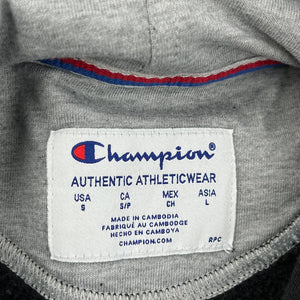 Champion
AUTHENTIC ATHLETICWEAR
USA CA MEX ASIA
S S/P CH L
MADE IN CAMBODIA
FABRIQUÉ AU CAMBODGE
HECHO EN CAMBOYA
CHAMPION.COM RPC